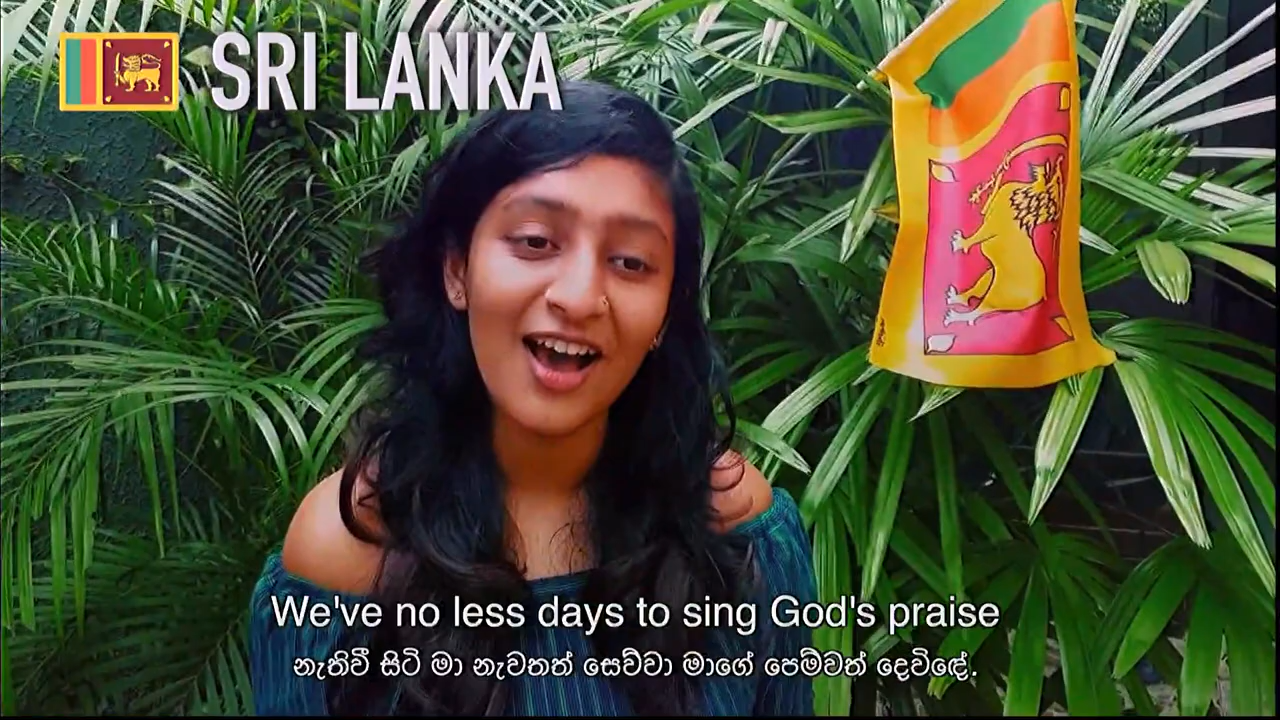 SRI LANKA
We've no less days to sing God's praise
නැතිවී සිටි මා නැවතත් සෙව්වා මාගේ පෙම්වත් දෙවිඳේ.